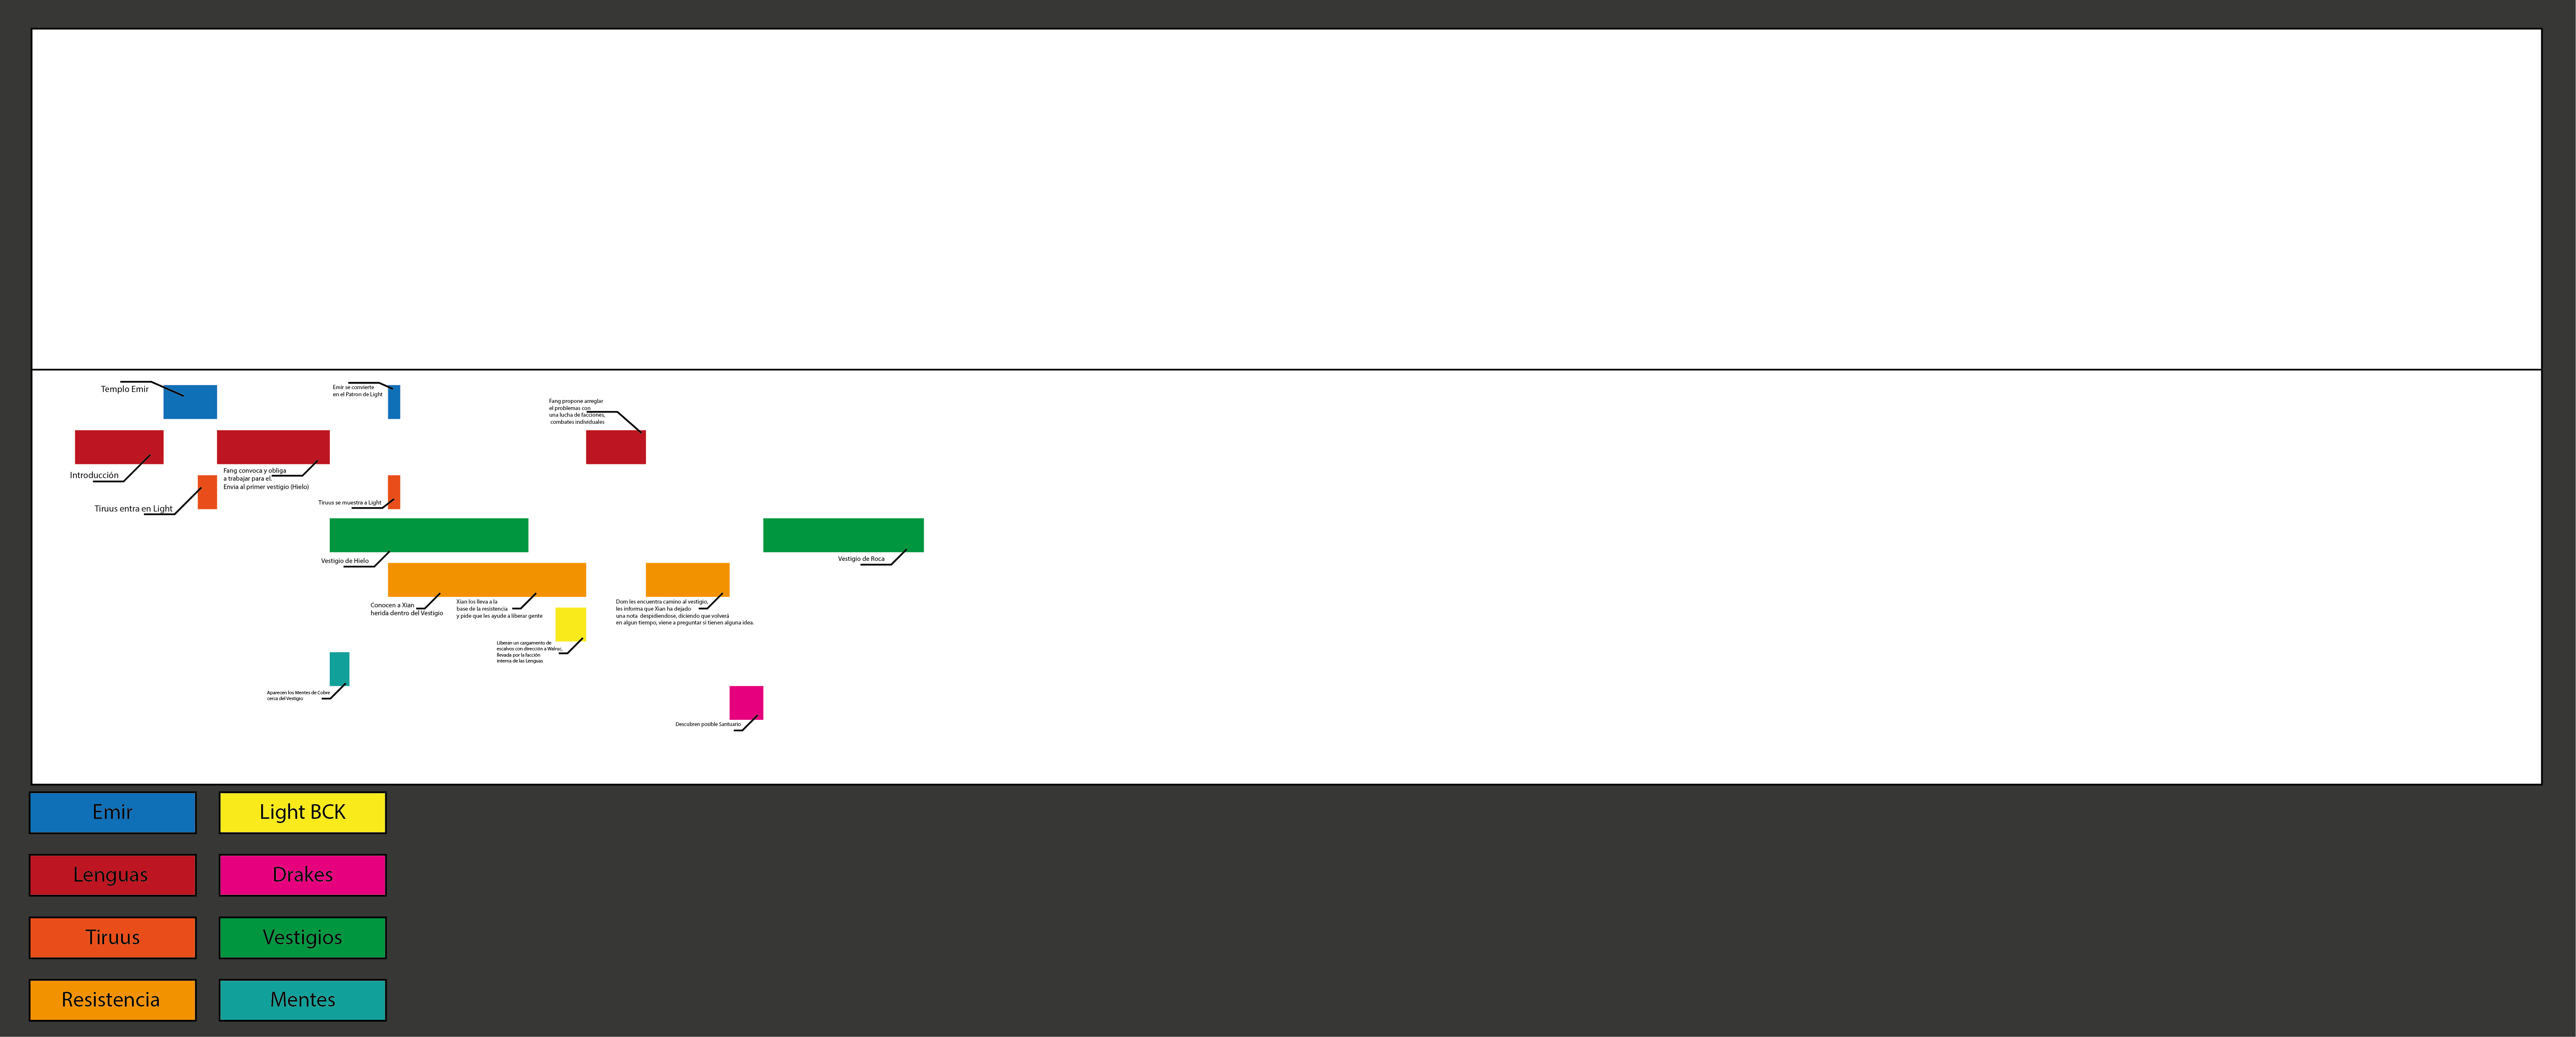 Templo Emir
Emir se convierte
en el Patron de Light
Fang propone arreglar
el problemas con
una lucha de facciones,
combates individuales
Introducción
Fang convoca y obliga
a trabajar para el.
Envia al primer vestigio (Hielo)
Tiruus entra en Light
Tiruus se muestra a Light
Vestigio de Hielo
Vestigio de Roca
Conocen a Xian
herida dentro del Vestigio
Xian los lleva a la
base de la resistencia
y pide que les ayude a liberar gente
Dom les encuentra camino al vestigio,
les informa que Xian ha dejado
una nota despidiendose, diciendo que volverá
en algun tiempo, viene a preguntar si tienen alguna idea.
Liberan un cargamento de
escalvos con dirección a Walruc,
llevada por la facción
interna de las Lenguas
Aparecen los Mentes de Cobre
cerca del Vestigio
Descubren posible Santuario
Emir
Light BCK
Lenguas
Drakes
Tiruus
Vestigios
Resistencia
Mentes